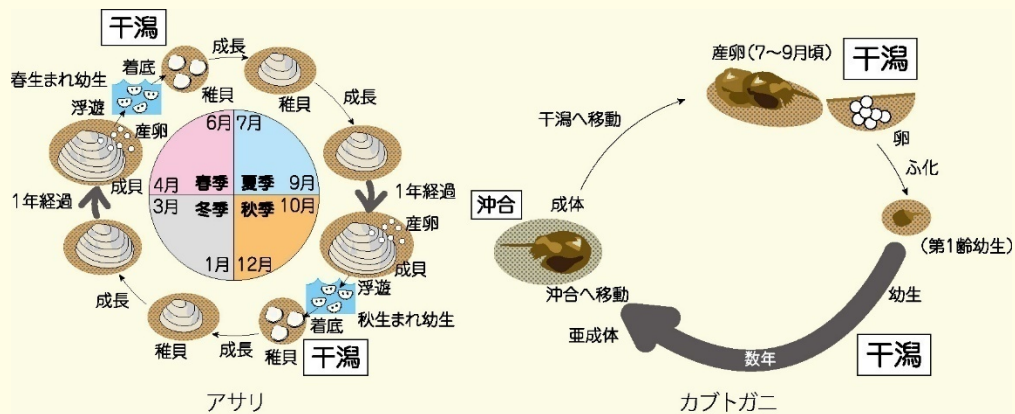 干潟
成長
春生まれ幼生
着底
稚貝
稚貝
浮遊
産卵
成長
6月
7月
成貝
4月
春季
夏季
9月
1年経過
1年経過
3月
冬季
秋季
10月
産卵
成貝
1月
12月
浮遊
成長
着底
秋生まれ幼生
稚貝
成長
稚貝
干潟
アサリ
産卵(7〜9月頃)
干潟
干潟へ移動
卵
ふ化
沖合
成体
(第1齢幼生)
沖合へ移動
幼生
亜成体
数年
干潟
カブトガニ